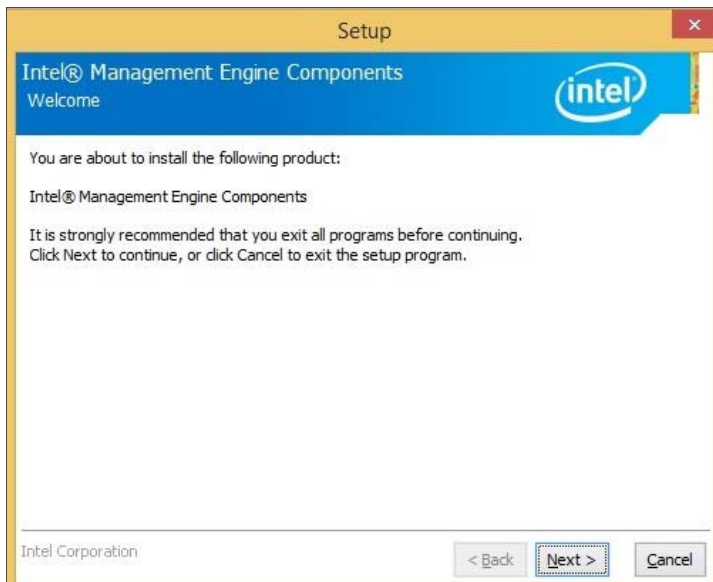 Setup
Intel® Management Engine Components
Welcome
intel
You are about to install the following product:
Intel® Management Engine Components
It is strongly recommended that you exit all programs before continuing.
Click Next to continue, or click Cancel to exit the setup program.
Intel Corporation
< Back Next > Cancel